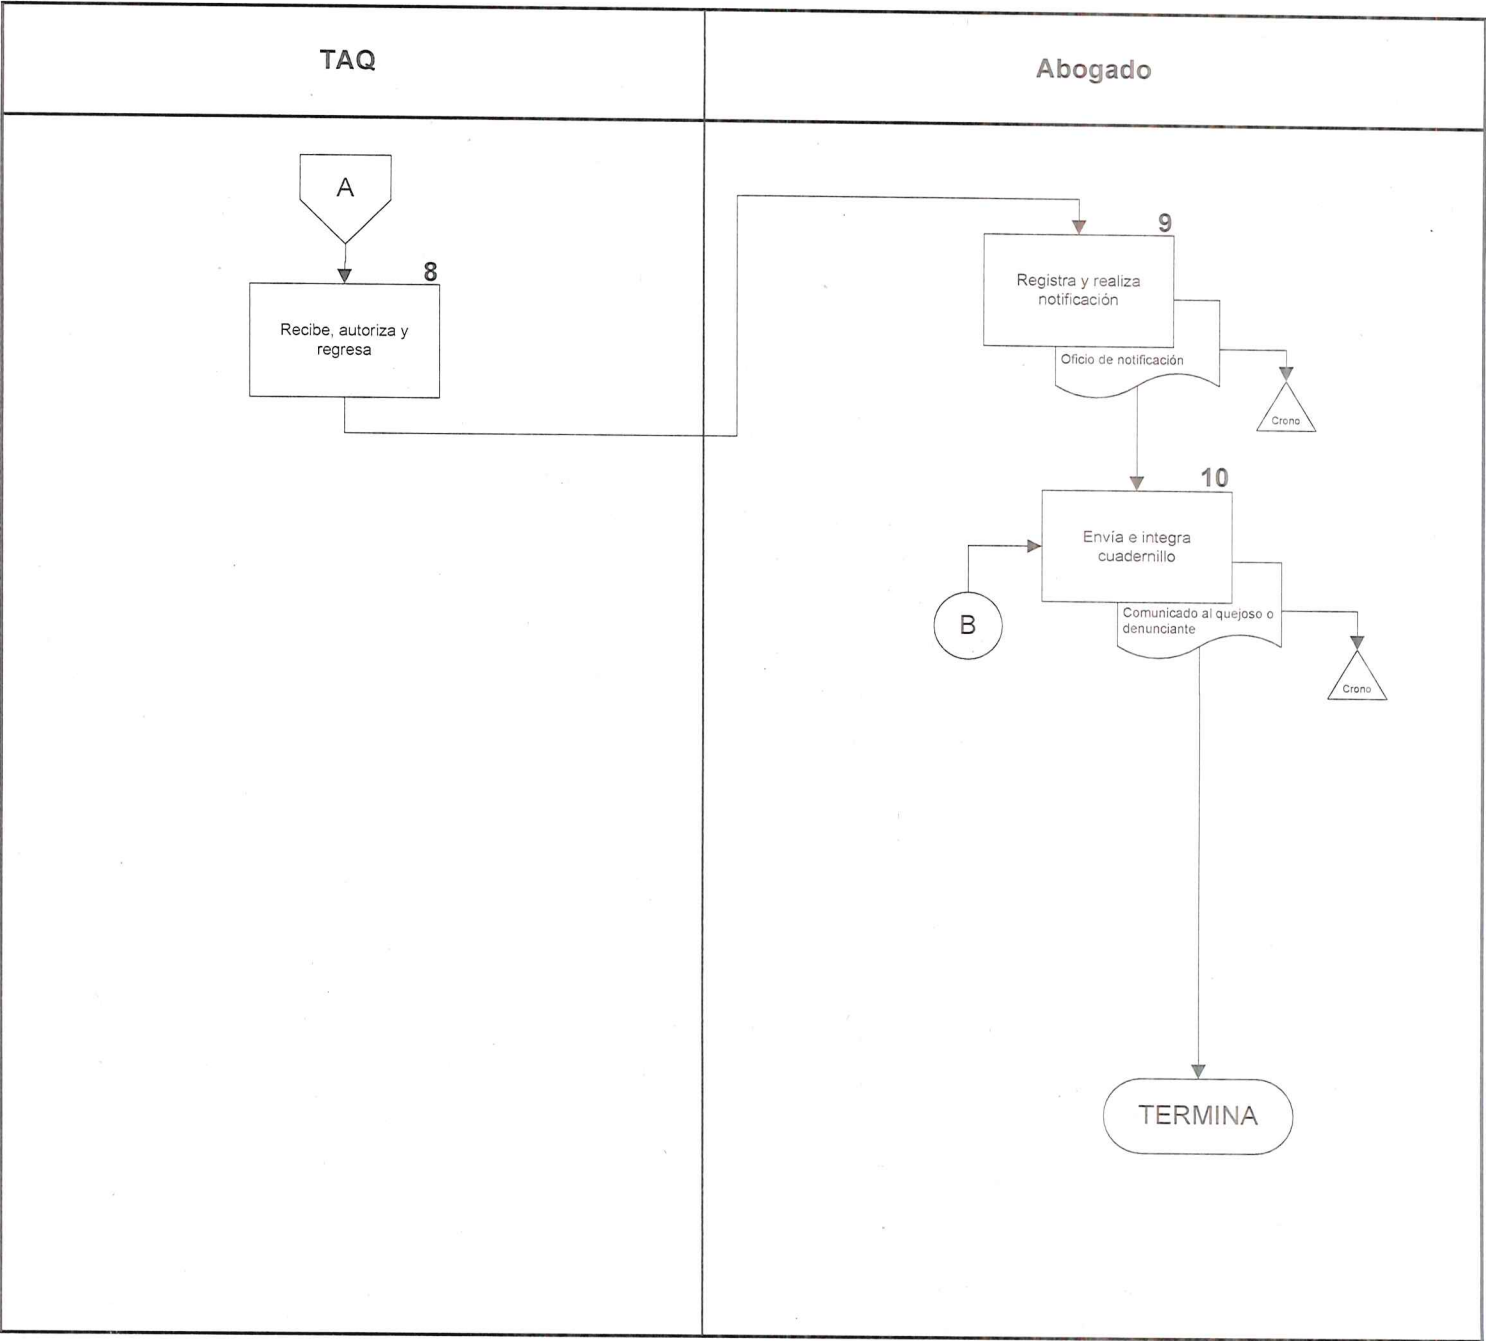 TAQ
Abogado
A
8
Recibe, autoriza y
regresa
9
Registra y realiza
notificación
Oficio de notificación
Crono
10
Envía e integra
cuadernillo
B
Comunicado al quejoso o
denunciante
Crono
TERMINA